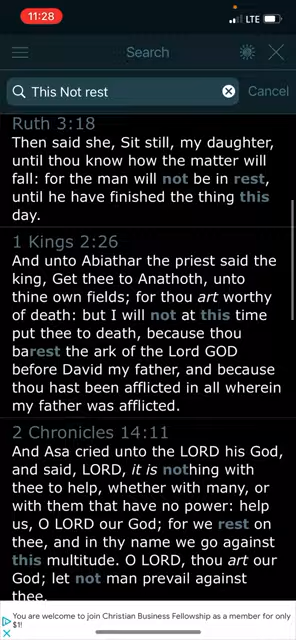 11:28
LTE
Search
This Not rest
Cancel
Ruth 3:18
Then said she, Sit still, my daughter,
until thou know how the matter will
fall: for the man will not be in rest,
until he have finished the thing this
day.
1 Kings 2:26
And unto Abiathar the priest said the
king, Get thee to Anathoth, unto
thine own fields; for thou art worthy
of death: but I will not at this time
put thee to death, because thou
barest the ark of the Lord GOD
before David my father, and because
thou hast been afflicted in all wherein
my father was afflicted.
2 Chronicles 14:11
And Asa cried unto the LORD his God,
and said, LORD, it is nothing with
thee to help, whether with many, or
with them that have no power: help
us, O LORD our God; for we rest on
thee, and in thy name we go against
this multitude. O LORD, thou art our
God; let not man prevail against
thee.
You are welcome to join Christian Business Fellowship as a member for only
$1!